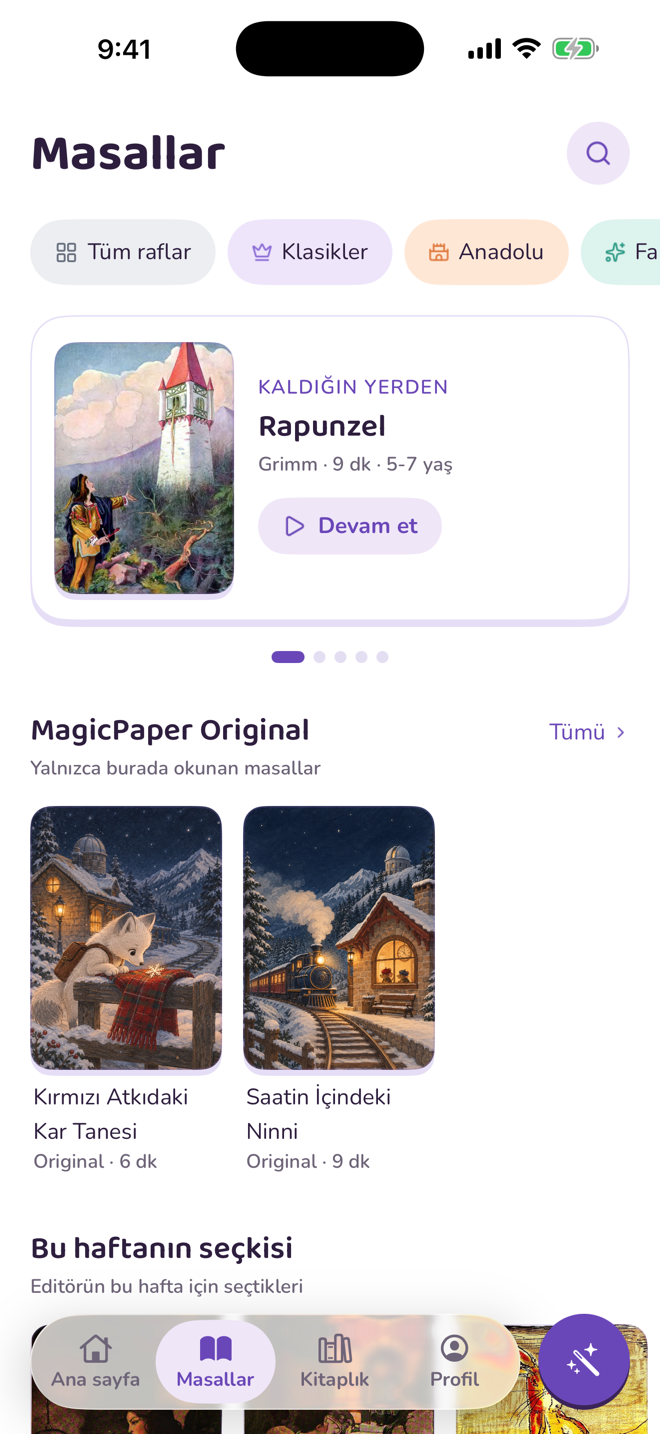 9:41
Masallar
Tüm raflar
Klasikler
Anadolu
Fa
KALDIĞIN YERDEN
Rapunzel
Grimm · 9 dk · 5-7 yaş
Devam et
MagicPaper Original
Tümü
Yalnızca burada okunan masallar
Kırmızı Atkıdaki
Kar Tanesi
Original · 6 dk
Saatin İçindeki
Ninni
Original · 9 dk
Bu haftanın seçkisi
Editörün bu hafta için seçtikleri
Ana sayfa
Masallar
Kitaplık
Profil